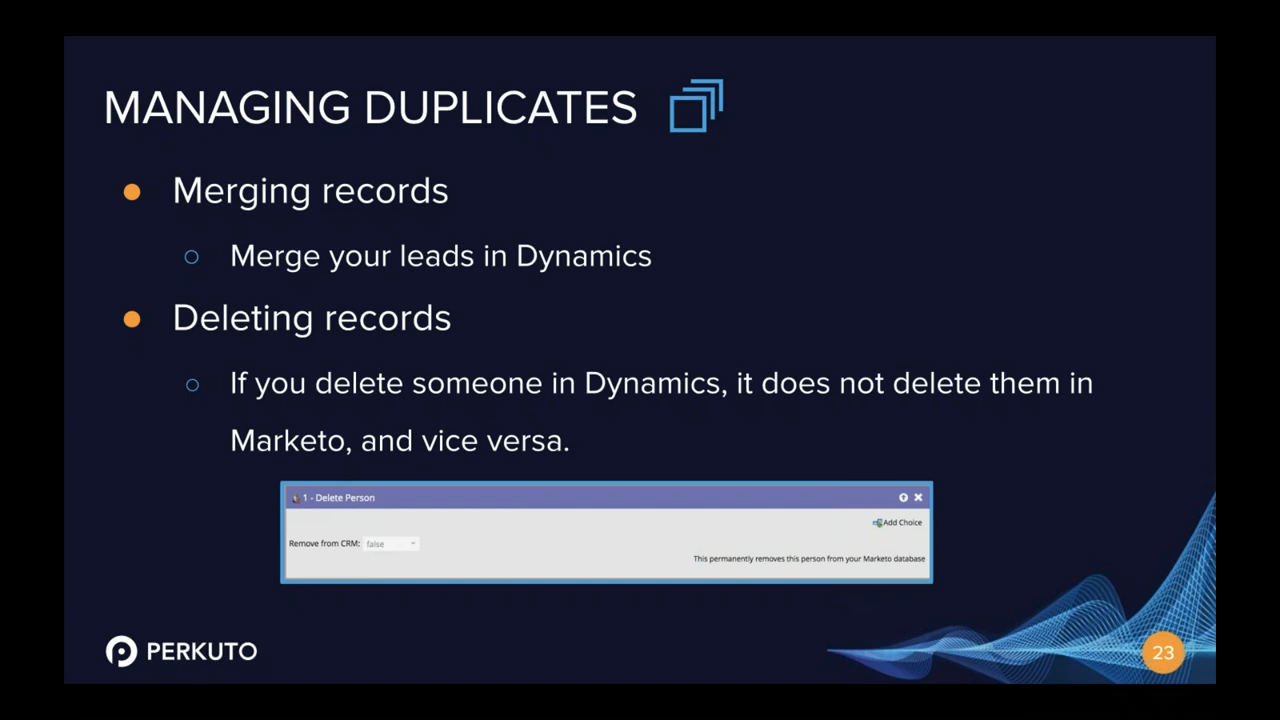 MANAGING DUPLICATES
Merging records
Merge your leads in Dynamics
Deleting records
If you delete someone in Dynamics, it does not delete them in
Marketo, and vice versa.
1 - Delete Person
Add Choice
Remove from CRM: false
This permanently removes this person from your Marketo database
PERKUTO
23